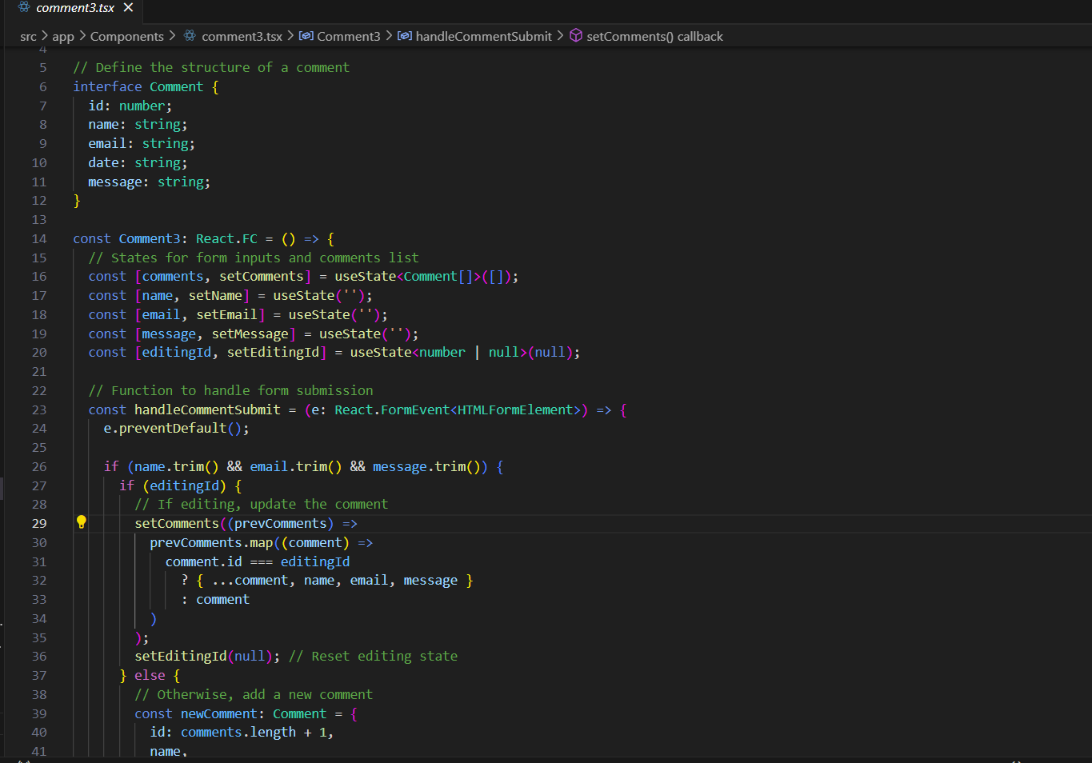 comment3.tsx ×
src > app > Components > comment3.tsx > Comment3 > handleCommentSubmit > setComments() callback
4
5 // Define the structure of a comment
6 interface Comment {
7   id: number;
8   name: string;
9   email: string;
10   date: string;
11   message: string;
12 }
13
14 const Comment3: React.FC = () => {
15   // States for form inputs and comments list
16   const [comments, setComments] = useState<Comment[]>([]);
17   const [name, setName] = useState('');
18   const [email, setEmail] = useState('');
19   const [message, setMessage] = useState('');
20   const [editingId, setEditingId] = useState<number | null>(null);
21
22   // Function to handle form submission
23   const handleCommentSubmit = (e: React.FormEvent<HTMLFormElement>) => {
24     e.preventDefault();
25
26     if (name.trim() && email.trim() && message.trim()) {
27       if (editingId) {
28         // If editing, update the comment
29         setComments((prevComments) =>
30           prevComments.map((comment) =>
31             comment.id === editingId
32               ? { ...comment, name, email, message }
33               : comment
34           )
35         );
36         setEditingId(null); // Reset editing state
37       } else {
38         // Otherwise, add a new comment
39         const newComment: Comment = {
40           id: comments.length + 1,
41           name,